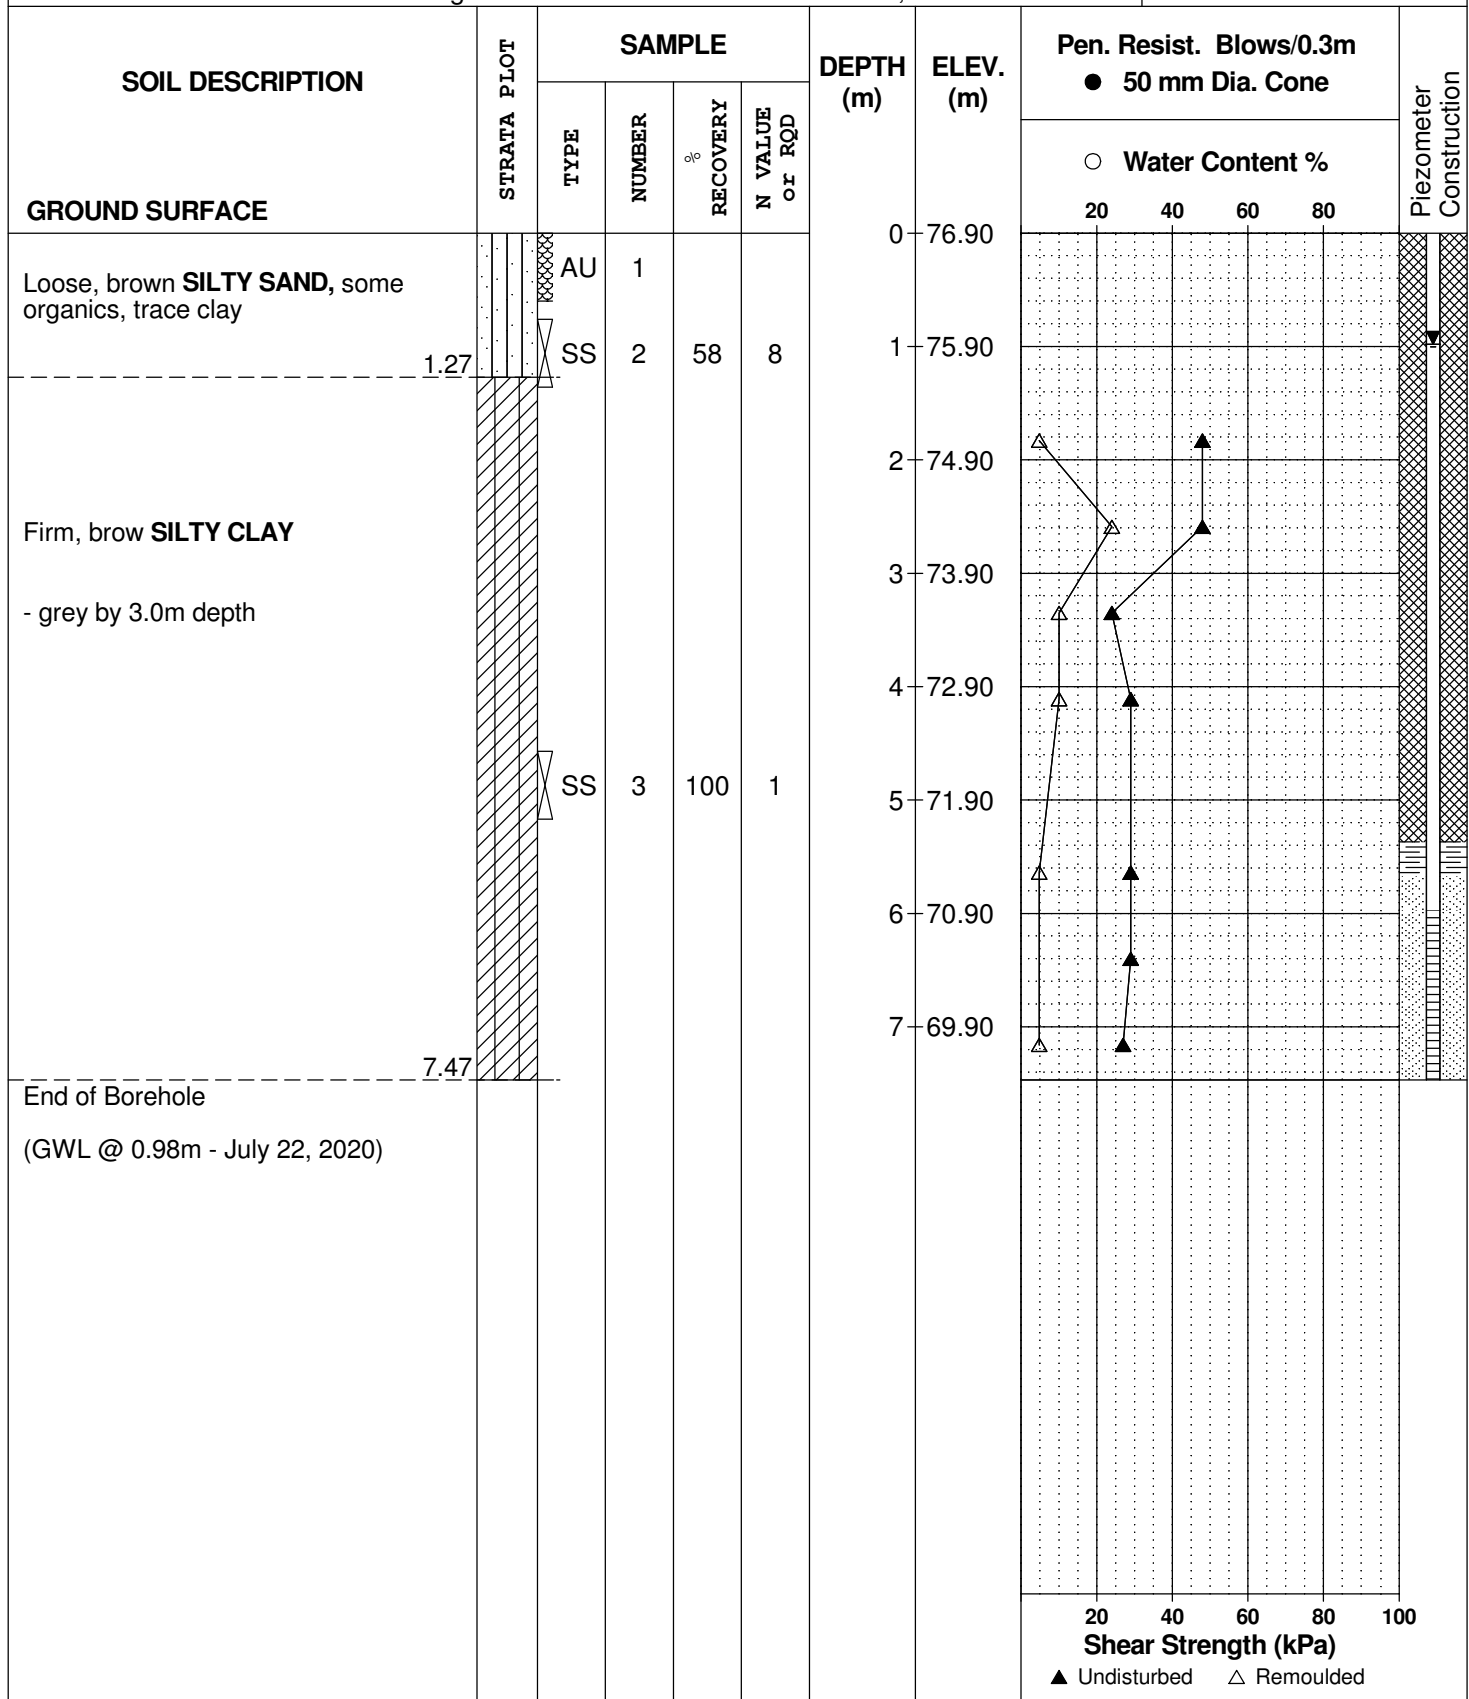 SOIL DESCRIPTION
GROUND SURFACE
STRATA PLOT
SAMPLE
TYPE
NUMBER
% RECOVERY
N VALUE or RQD
DEPTH (m)
ELEV. (m)
Pen. Resist. Blows/0.3m
● 50 mm Dia. Cone
○ Water Content %
20 40 60 80
Piezometer Construction
0 76.90
Loose, brown SILTY SAND, some
organics, trace clay
AU 1
SS 2 58 8
1 75.90
1.27
2 74.90
Firm, brow SILTY CLAY
3 73.90
- grey by 3.0m depth
4 72.90
SS 3 100 1
5 71.90
6 70.90
7 69.90
7.47
End of Borehole
(GWL @ 0.98m - July 22, 2020)
20 40 60 80 100
Shear Strength (kPa)
▲ Undisturbed △ Remoulded